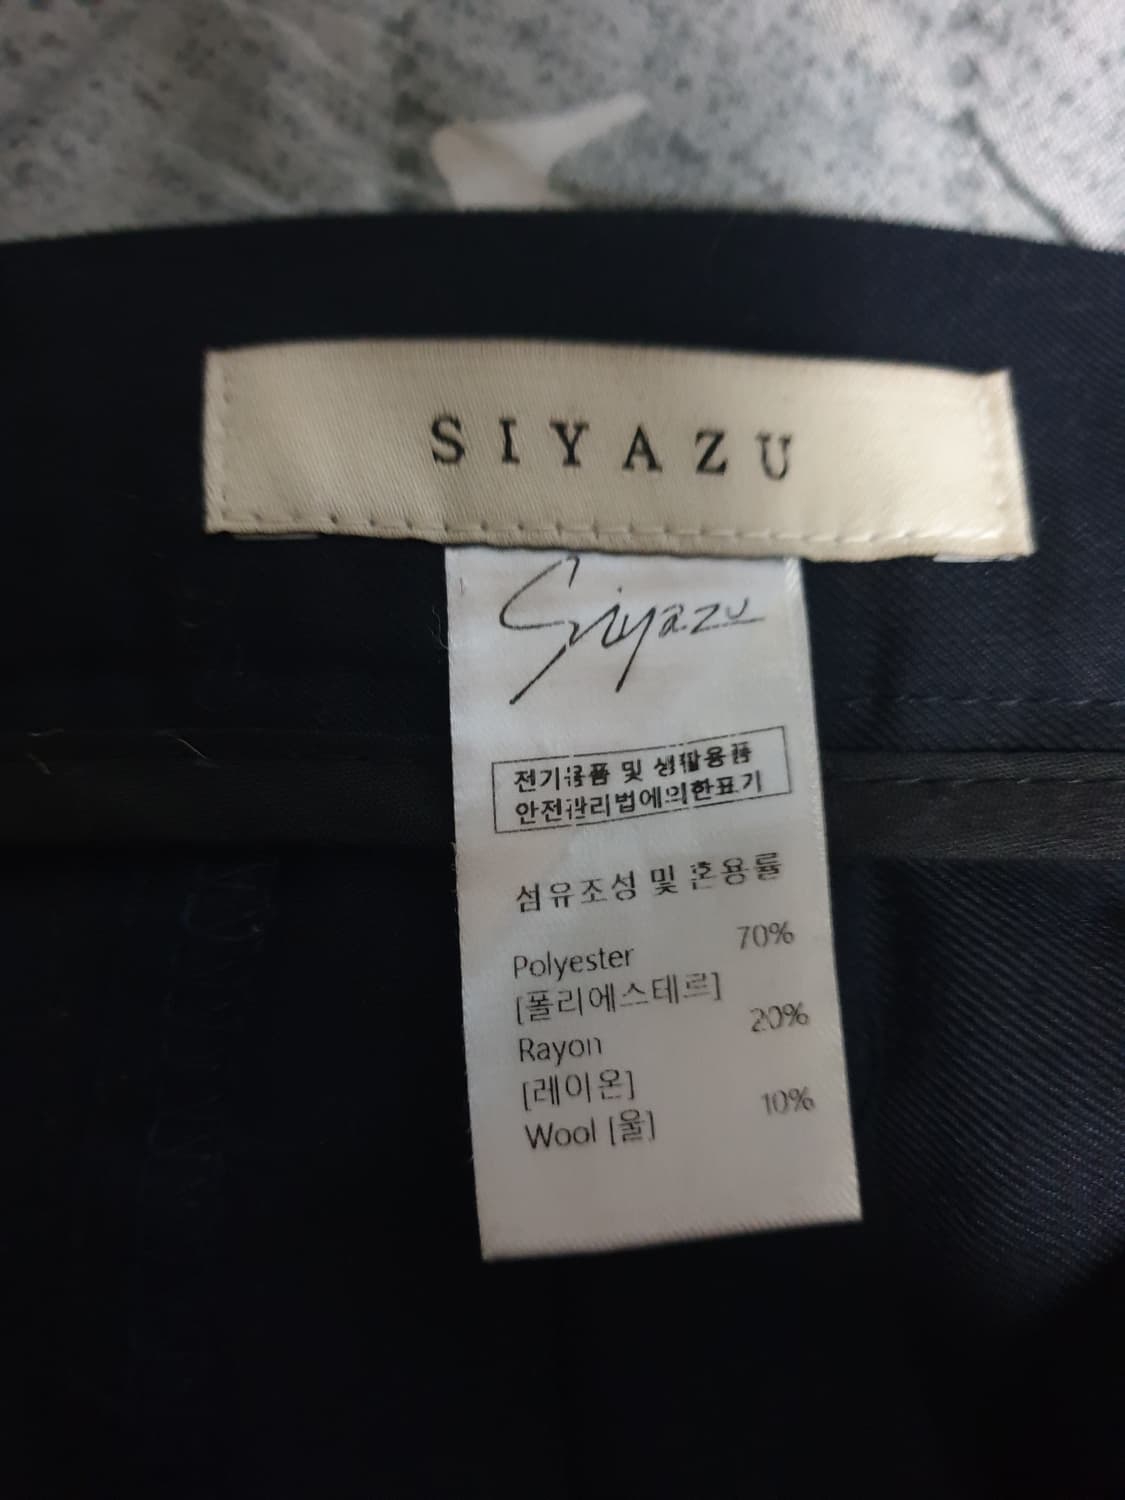 SIYAZU
Siyazu
전기용품 및 생활용품
안전관리법에의한표기
섬유조성 및 혼용률
Polyester 70%
[폴리에스테르]
Rayon 20%
[레이온]
Wool [울] 10%